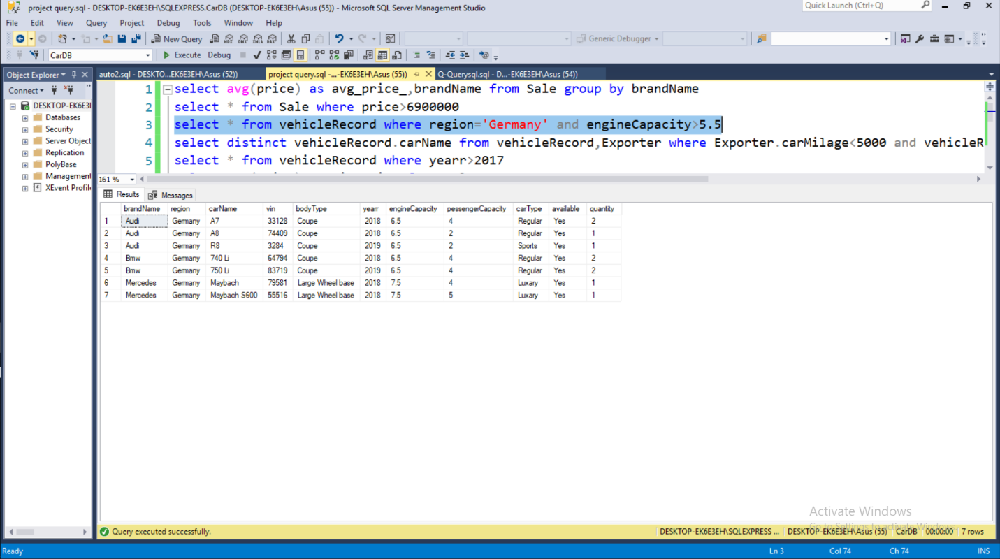 project query.sql - DESKTOP-EK6E3EH\SQLEXPRESS.CarDB (DESKTOP-EK6E3EH\Asus (55)) - Microsoft SQL Server Management Studio
Quick Launch (Ctrl+Q)
File Edit View Query Project Debug Tools Window Help
New Query MDX DMX XMLA DAX Generic Debugger
CarDB Execute Debug
Object Explorer auto2.sql - DESKTO...EK6E3EH\Asus (52)) project query.sql -...-EK6E3EH\Asus (55)) Q-Querysql.sql - D...-EK6E3EH\Asus (54))
Connect
DESKTOP-EK6E3EI
Databases
Security
Server Object
Replication
PolyBase
Management
XEvent Profile
1 select avg(price) as avg_price_,brandName from Sale group by brandName
2 select * from Sale where price>6900000
3 select * from vehicleRecord where region='Germany' and engineCapacity>5.5
4 select distinct vehicleRecord.carName from vehicleRecord,Exporter where Exporter.carMilage<5000 and vehicleR
5 select * from vehicleRecord where yearr>2017
161 %
Results Messages
brandName region carName vin bodyType yearr engineCapacity pessengerCapacity carType available quantity
1 Audi Germany A7 33128 Coupe 2018 6.5 4 Regular Yes 2
2 Audi Germany A8 74409 Coupe 2018 6.5 2 Regular Yes 1
3 Audi Germany R8 3284 Coupe 2019 6.5 2 Sports Yes 1
4 Bmw Germany 740 Li 64794 Coupe 2018 6.5 4 Regular Yes 2
5 Bmw Germany 750 Li 83719 Coupe 2019 6.5 4 Regular Yes 2
6 Mercedes Germany Maybach 79581 Large Wheel base 2018 7.5 4 Luxary Yes 1
7 Mercedes Germany Maybach S600 55516 Large Wheel base 2018 7.5 5 Luxary Yes 1
Activate Windows
Go to Settings to activate Windows.
Query executed successfully. DESKTOP-EK6E3EH\SQLEXPRESS ... DESKTOP-EK6E3EH\Asus (55) CarDB 00:00:00 7 rows
Ready Ln 3 Col 74 Ch 74 INS